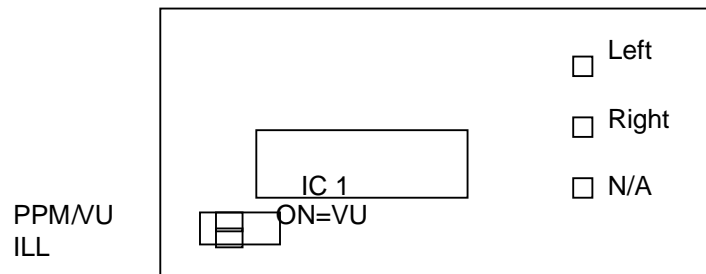 Left
Right
IC 1
N/A
PPM/VU
ON=VU
ILL